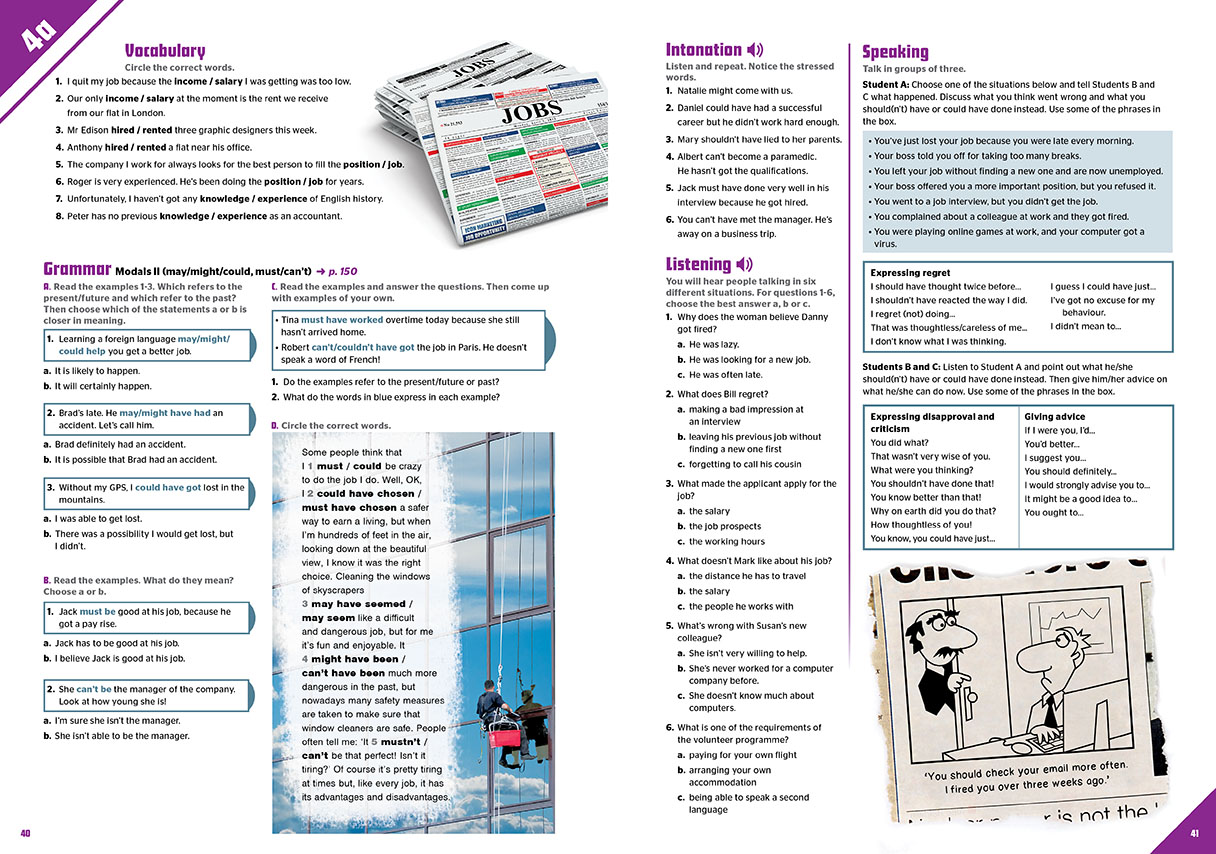 4a
Vocabulary
Circle the correct words.
1. I quit my job because the income / salary I was getting was too low.
2. Our only income / salary at the moment is the rent we receive
from our flat in London.
3. Mr Edison hired / rented three graphic designers this week.
4. Anthony hired / rented a flat near his office.
5. The company I work for always looks for the best person to fill the position / job.
6. Roger is very experienced. He's been doing the position / job for years.
7. Unfortunately, I haven't got any knowledge / experience of English history.
8. Peter has no previous knowledge / experience as an accountant.
JOBS
JOBS
ICON MARKETING
JOB OPPORTUNITY
Grammar Modals II (may/might/could, must/can't) ➜ p. 150
A. Read the examples 1-3. Which refers to the
present/future and which refer to the past?
Then choose which of the statements a or b is
closer in meaning.
1. Learning a foreign language may/might/
could help you get a better job.
a. It is likely to happen.
b. It will certainly happen.
2. Brad's late. He may/might have had an
accident. Let's call him.
a. Brad definitely had an accident.
b. It is possible that Brad had an accident.
3. Without my GPS, I could have got lost in the
mountains.
a. I was able to get lost.
b. There was a possibility I would get lost, but
I didn't.
B. Read the examples. What do they mean?
Choose a or b.
1. Jack must be good at his job, because he
got a pay rise.
a. Jack has to be good at his job.
b. I believe Jack is good at his job.
2. She can't be the manager of the company.
Look at how young she is!
a. I'm sure she isn't the manager.
b. She isn't able to be the manager.
C. Read the examples and answer the questions. Then come up
with examples of your own.
• Tina must have worked overtime today because she still
hasn't arrived home.
• Robert can't/couldn't have got the job in Paris. He doesn't
speak a word of French!
1. Do the examples refer to the present/future or past?
2. What do the words in blue express in each example?
D. Circle the correct words.
Some people think that
I 1 must / could be crazy
to do the job I do. Well, OK,
I 2 could have chosen /
must have chosen a safer
way to earn a living, but when
I'm hundreds of feet in the air,
looking down at the beautiful
view, I know it was the right
choice. Cleaning the windows
of skyscrapers
3 may have seemed /
may seem like a difficult
and dangerous job, but for me
it's fun and enjoyable. It
4 might have been /
can't have been much more
dangerous in the past, but
nowadays many safety measures
are taken to make sure that
window cleaners are safe. People
often tell me: 'It 5 mustn't /
can't be that perfect! Isn't it
tiring?' Of course it's pretty tiring
at times but, like every job, it has
its advantages and disadvantages.
40
Intonation
Listen and repeat. Notice the stressed
words.
1. Natalie might come with us.
2. Daniel could have had a successful
career but he didn't work hard enough.
3. Mary shouldn't have lied to her parents.
4. Albert can't become a paramedic.
He hasn't got the qualifications.
5. Jack must have done very well in his
interview because he got hired.
6. You can't have met the manager. He's
away on a business trip.
Listening
You will hear people talking in six
different situations. For questions 1-6,
choose the best answer a, b or c.
1. Why does the woman believe Danny
got fired?
a. He was lazy.
b. He was looking for a new job.
c. He was often late.
2. What does Bill regret?
a. making a bad impression at
an interview
b. leaving his previous job without
finding a new one first
c. forgetting to call his cousin
3. What made the applicant apply for the
job?
a. the salary
b. the job prospects
c. the working hours
4. What doesn't Mark like about his job?
a. the distance he has to travel
b. the salary
c. the people he works with
5. What's wrong with Susan's new
colleague?
a. She isn't very willing to help.
b. She's never worked for a computer
company before.
c. She doesn't know much about
computers.
6. What is one of the requirements of
the volunteer programme?
a. paying for your own flight
b. arranging your own
accommodation
c. being able to speak a second
language
Speaking
Talk in groups of three.
Student A: Choose one of the situations below and tell Students B and
C what happened. Discuss what you think went wrong and what you
should(n't) have or could have done instead. Use some of the phrases in
the box.
• You've just lost your job because you were late every morning.
• Your boss told you off for taking too many breaks.
• You left your job without finding a new one and are now unemployed.
• Your boss offered you a more important position, but you refused it.
• You went to a job interview, but you didn't get the job.
• You complained about a colleague at work and they got fired.
• You were playing online games at work, and your computer got a
virus.
Expressing regret
I should have thought twice before...
I shouldn't have reacted the way I did.
I regret (not) doing...
That was thoughtless/careless of me...
I don't know what I was thinking.
I guess I could have just...
I've got no excuse for my
behaviour.
I didn't mean to...
Students B and C: Listen to Student A and point out what he/she
should(n't) have or could have done instead. Then give him/her advice on
what he/she can do now. Use some of the phrases in the box.
Expressing disapproval and
criticism
You did what?
That wasn't very wise of you.
What were you thinking?
You shouldn't have done that!
You know better than that!
Why on earth did you do that?
How thoughtless of you!
You know, you could have just...
Giving advice
If I were you, I'd...
You'd better...
I suggest you...
You should definitely...
I would strongly advise you to...
It might be a good idea to...
You ought to...
'You should check your email more often.
I fired you over three weeks ago.'
is not the
41